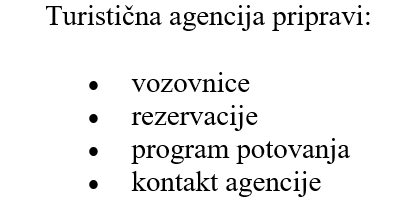 Turistična agencija pripravi:
• vozovnice
• rezervacije
• program potovanja
• kontakt agencije